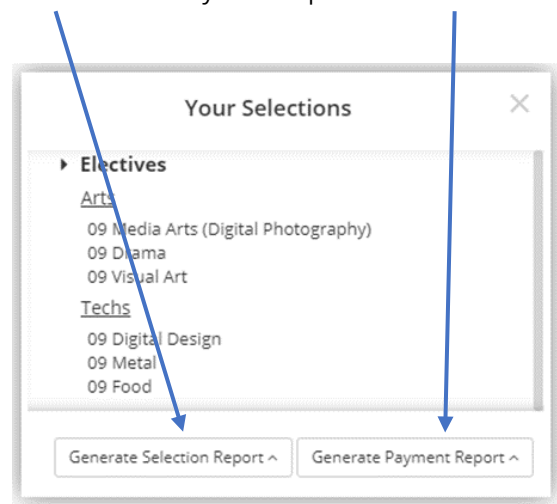 Your Selections
Electives
Arts
09 Media Arts (Digital Photography)
09 Drama
09 Visual Art
Techs
09 Digital Design
09 Metal
09 Food
Generate Selection Report
Generate Payment Report